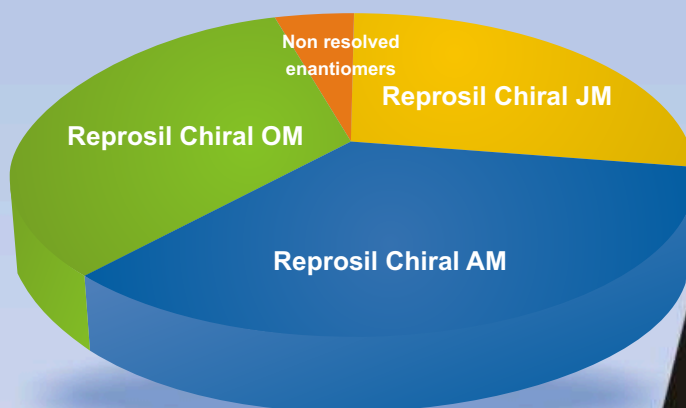 Non resolved
enantiomers
Reprosil Chiral JM
Reprosil Chiral OM
Reprosil Chiral AM